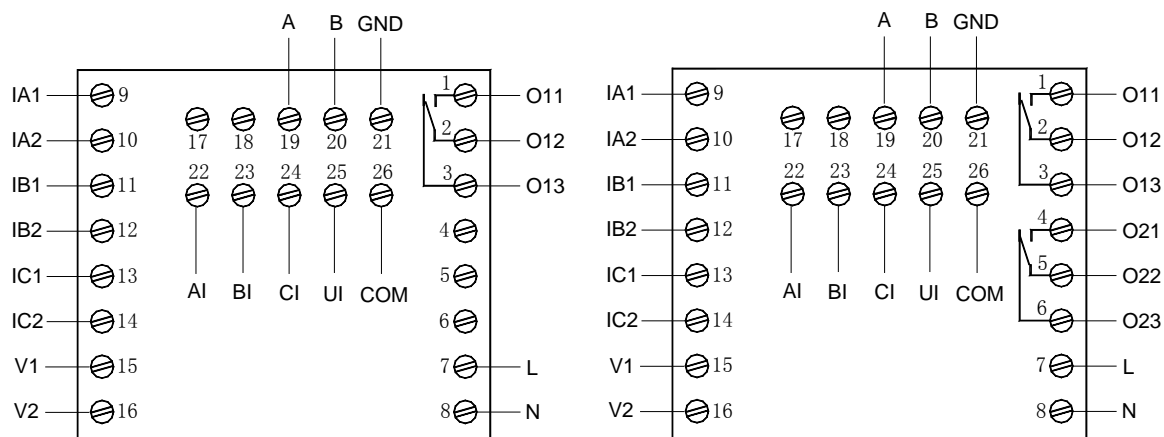 A B GND A B GND
IA1 9 1 O11 IA1 9 1 O11
IA2 10 17 18 19 20 21 2 O12 IA2 10 17 18 19 20 21 2 O12
IB1 11 22 23 24 25 26 3 O13 IB1 11 22 23 24 25 26 3 O13
IB2 12 4 IB2 12 4 O21
IC1 13 AI BI CI UI COM 5 IC1 13 AI BI CI UI COM 5 O22
IC2 14 6 IC2 14 6 O23
V1 15 7 L V1 15 7 L
V2 16 8 N V2 16 8 N